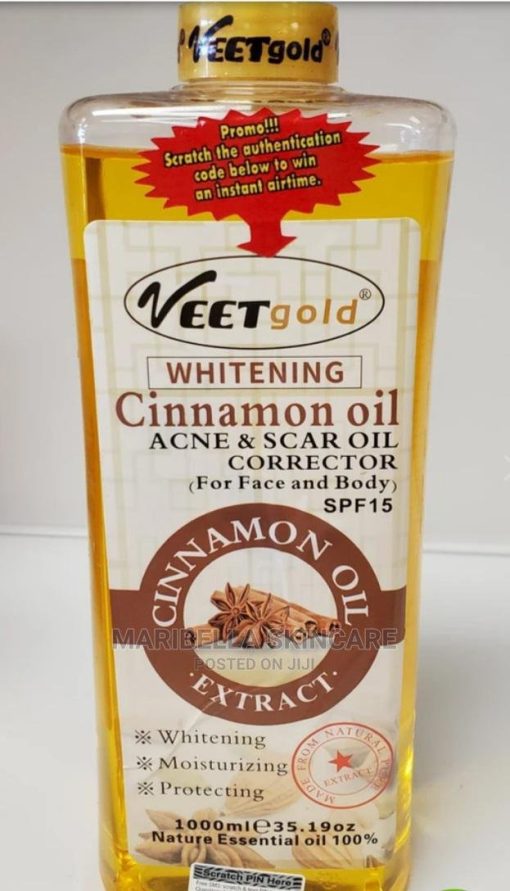 VEETgold®
Promo!!!
Scratch the authentication
code below to win
an instant airtime.
VEETgold®
WHITENING
Cinnamon oil
ACNE & SCAR OIL
CORRECTOR
(For Face and Body)
SPF15
CINNAMON OIL
MARIBELLA SKINCARE
POSTED ON JIJI
·EXTRACT·
※ Whitening
※ Moisturizing
※ Protecting
MADE FROM NATURAL
EXTRACT
1000ml℮35.19oz
Nature Essential oil 100%
Scratch PIN Here